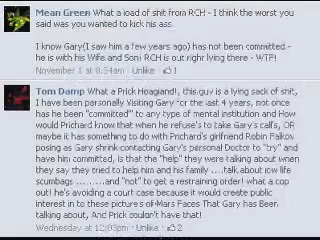 Mean Green What a load of shit from RCH - I think the worst you
said was you wanted to kick his ass.
I know Gary(I saw him a few years ago) has not been committed -
he is with his Wife and Son! RCH is out right lying there - WTF!
November 1 at 8:54am · Unlike · 1
Tom Damp What a Prick Hoagland!, this guy is a lying sack of shit,
I have been personally Visiting Gary for the last 4 years, not once
has he been "committed" to any type of mental institution and How
would Prichard know that when he refuse's to take Gary's calls, OR
maybe it has something to do with Prichard's girlfriend Robin Falkov
posing as Gary shrink contacting Gary's personal Doctor to "try" and
have him committed, is that the "help" they were talking about when
they say they tried to help him and his family ....talk about low life
scumbags .........and "not" to get a restraining order! what a cop
out! he's avoiding a court case because it would create public
interest in to these pictures of Mars Faces That Gary has Been
talking about, And Prick couldn't have that!
Wednesday at 12:03pm · Unlike · 2